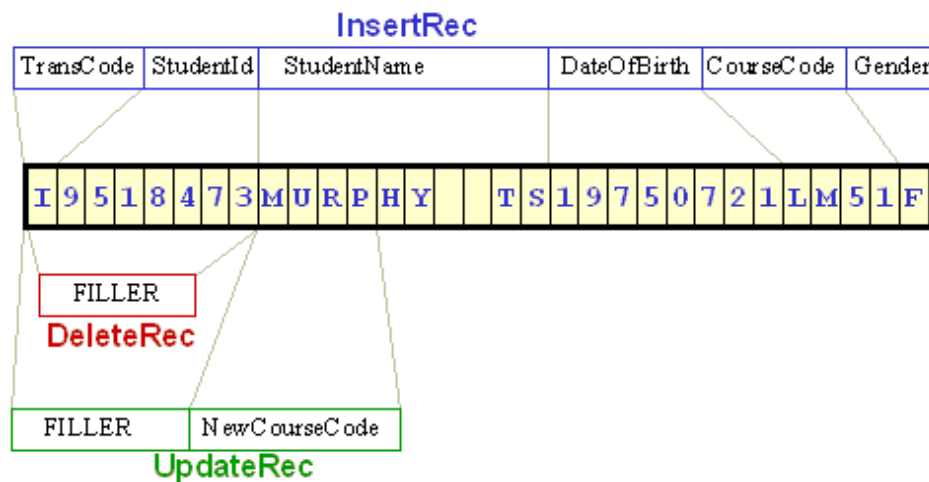 InsertRec
TransCode StudentId StudentName DateOfBirth CourseCode Gender
I9518473MURPHY  TS19750721LM51F
FILLER
DeleteRec
FILLER NewCourseCode
UpdateRec